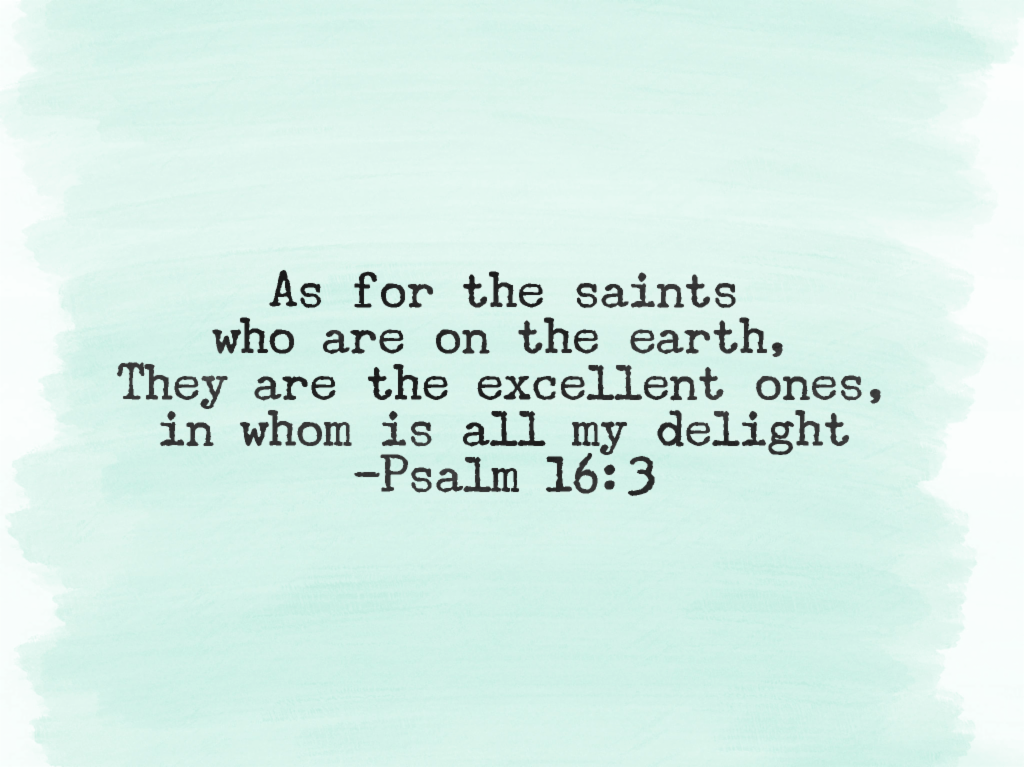 As for the saints
who are on the earth,
They are the excellent ones,
in whom is all my delight
-Psalm 16:3